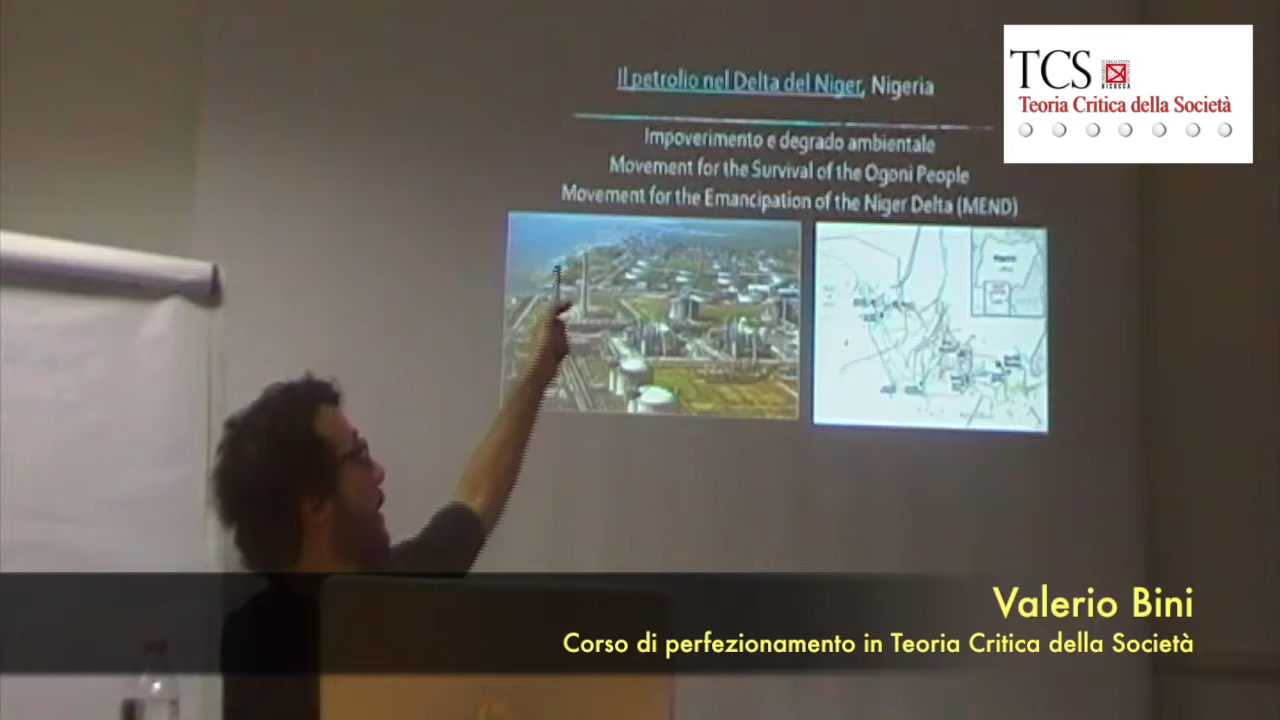 TCS
BICOCCA
Teoria Critica della Società
Il petrolio nel Delta del Niger, Nigeria
Impoverimento e degrado ambientale
Movement for the Survival of the Ogoni People
Movement for the Emancipation of the Niger Delta (MEND)
Valerio Bini
Corso di perfezionamento in Teoria Critica della Società